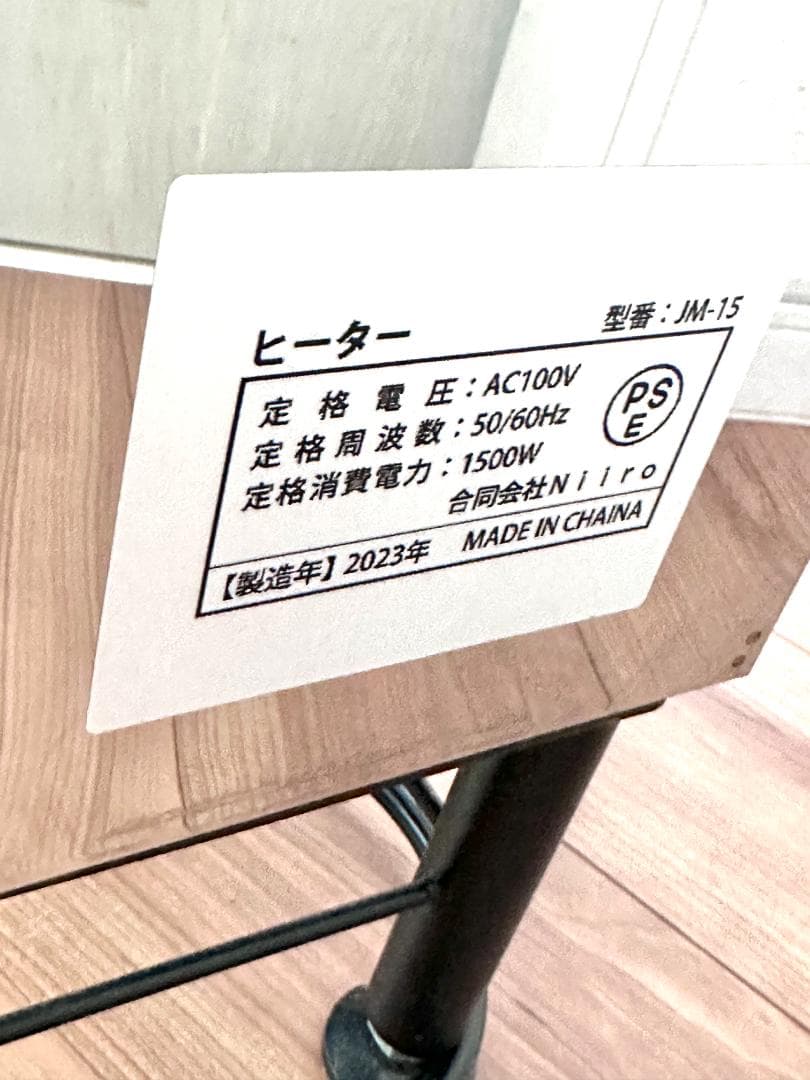 ヒーター
型番：JM-15
定格電圧：AC100V
定格周波数：50/60Hz
定格消費電力：1500W
PSE
合同会社Niiro
【製造年】2023年 MADE IN CHAINA